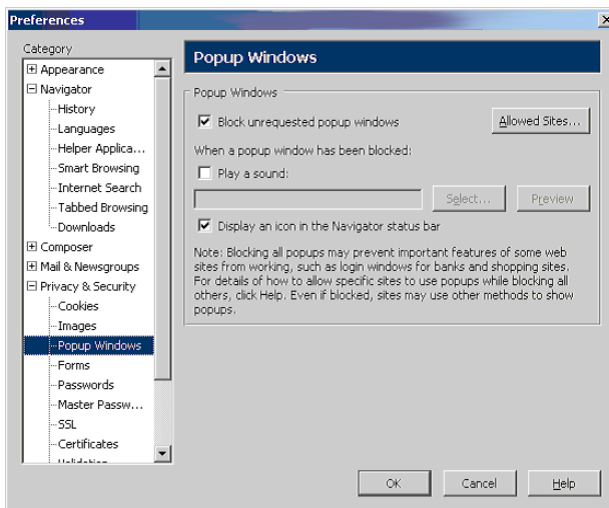 Preferences
Category
Appearance
Navigator
History
Languages
Helper Applica...
Smart Browsing
Internet Search
Tabbed Browsing
Downloads
Composer
Mail & Newsgroups
Privacy & Security
Cookies
Images
Popup Windows
Forms
Passwords
Master Passw...
SSL
Certificates
Validation
Popup Windows
Popup Windows
Block unrequested popup windows
Allowed Sites...
When a popup window has been blocked:
Play a sound:
Select...
Preview
Display an icon in the Navigator status bar
Note: Blocking all popups may prevent important features of some web
sites from working, such as login windows for banks and shopping sites.
For details of how to allow specific sites to use popups while blocking all
others, click Help. Even if blocked, sites may use other methods to show
popups.
OK
Cancel
Help